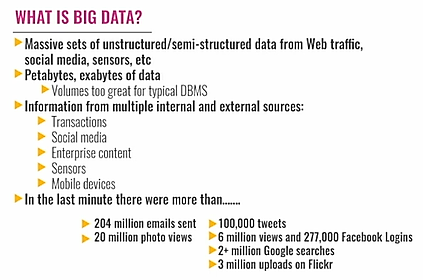 WHAT IS BIG DATA?
Massive sets of unstructured/semi-structured data from Web traffic,
social media, sensors, etc
Petabytes, exabytes of data
Volumes too great for typical DBMS
Information from multiple internal and external sources:
Transactions
Social media
Enterprise content
Sensors
Mobile devices
In the last minute there were more than.......
204 million emails sent
20 million photo views
100,000 tweets
6 million views and 277,000 Facebook Logins
2+ million Google searches
3 million uploads on Flickr